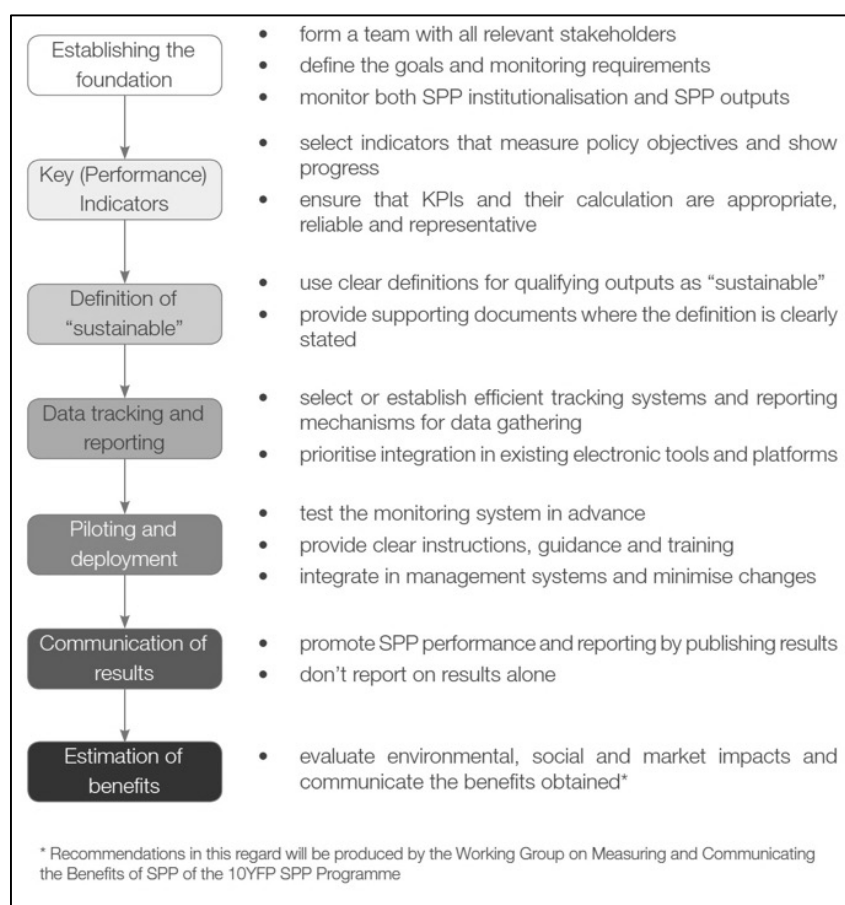 Establishing the
foundation
• form a team with all relevant stakeholders
• define the goals and monitoring requirements
• monitor both SPP institutionalisation and SPP outputs
Key (Performance)
Indicators
• select indicators that measure policy objectives and show
progress
• ensure that KPIs and their calculation are appropriate,
reliable and representative
Definition of
“sustainable”
• use clear definitions for qualifying outputs as “sustainable”
• provide supporting documents where the definition is clearly
stated
Data tracking and
reporting
• select or establish efficient tracking systems and reporting
mechanisms for data gathering
• prioritise integration in existing electronic tools and platforms
Piloting and
deployment
• test the monitoring system in advance
• provide clear instructions, guidance and training
• integrate in management systems and minimise changes
Communication of
results
• promote SPP performance and reporting by publishing results
• don’t report on results alone
Estimation of
benefits
• evaluate environmental, social and market impacts and
communicate the benefits obtained*
* Recommendations in this regard will be produced by the Working Group on Measuring and Communicating
the Benefits of SPP of the 10YFP SPP Programme